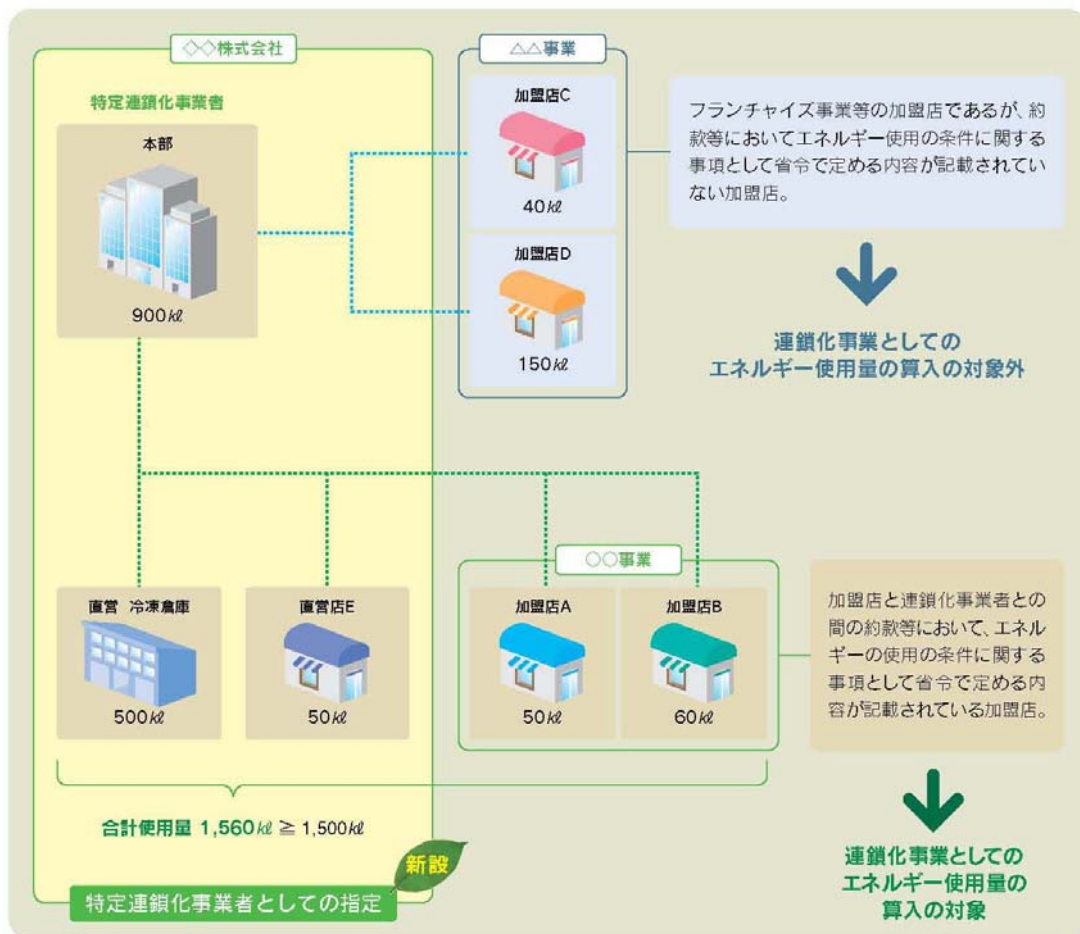 ◇◇株式会社
特定連鎖化事業者
本部
900㎘
△△事業
加盟店C
40㎘
加盟店D
150㎘
フランチャイズ事業等の加盟店であるが、約
款等においてエネルギー使用の条件に関する
事項として省令で定める内容が記載されてい
ない加盟店。
連鎖化事業としての
エネルギー使用量の算入の対象外
直営 冷凍倉庫
500㎘
直営店E
50㎘
○○事業
加盟店A
50㎘
加盟店B
60㎘
加盟店と連鎖化事業者との
間の約款等において、エネル
ギーの使用の条件に関する
事項として省令で定める内
容が記載されている加盟店。
合計使用量 1,560㎘ ≧ 1,500㎘
新設
特定連鎖化事業者としての指定
連鎖化事業としての
エネルギー使用量の
算入の対象